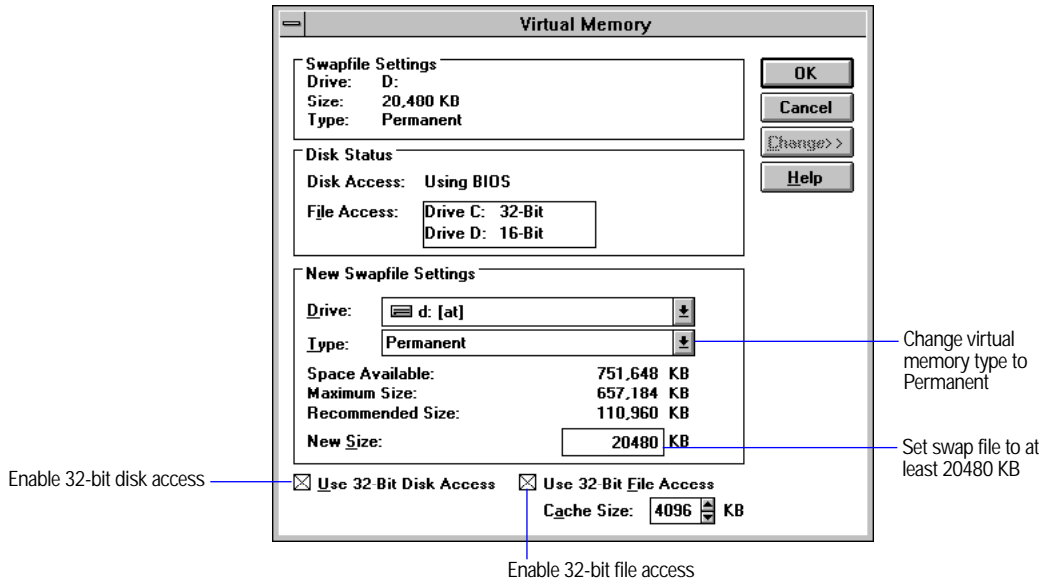 Virtual Memory
Swapfile Settings
Drive: D:
Size: 20,480 KB
Type: Permanent
OK
Cancel
Change>>
Help
Disk Status
Disk Access: Using BIOS
File Access: Drive C: 32-Bit
Drive D: 16-Bit
New Swapfile Settings
Drive: d: [at]
Type: Permanent
Space Available: 751,648 KB
Maximum Size: 657,184 KB
Recommended Size: 110,960 KB
New Size: 20480 KB
Use 32-Bit Disk Access
Use 32-Bit File Access
Cache Size: 4096 KB
Change virtual
memory type to
Permanent
Set swap file to at
least 20480 KB
Enable 32-bit disk access
Enable 32-bit file access